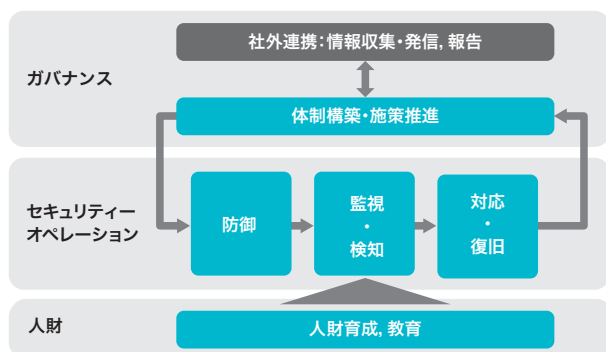 社外連携：情報収集・発信, 報告
ガバナンス
体制構築・施策推進
セキュリティー
オペレーション
防御
監視
・
検知
対応
・
復旧
人財
人財育成, 教育